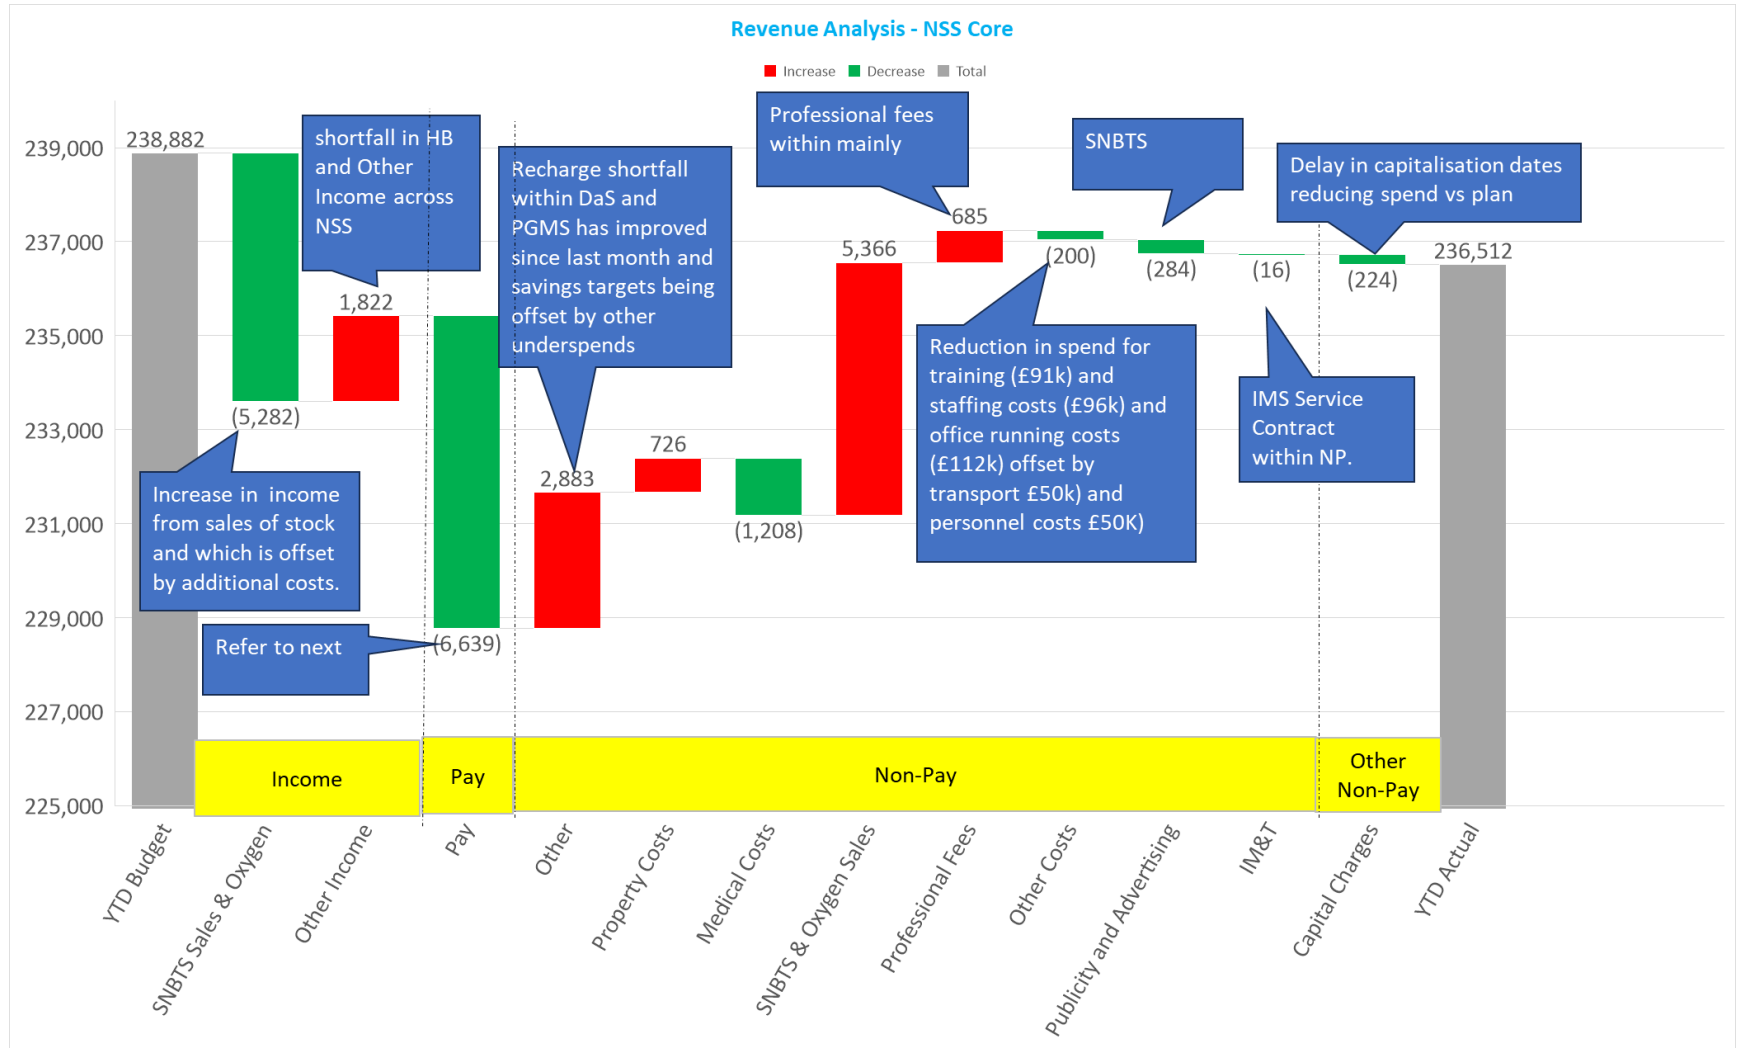 Revenue Analysis - NSS Core
Increase
Decrease
Total
239,000
237,000
235,000
233,000
231,000
229,000
227,000
225,000
238,882
(5,282)
1,822
(6,639)
2,883
726
(1,208)
5,366
685
(200)
(284)
(16)
(224)
236,512
shortfall in HB
and Other
Income across
NSS
Recharge shortfall
within DaS and
PGMS has improved
since last month and
savings targets being
offset by other
underspends
Professional fees
within mainly
SNBTS
Delay in capitalisation dates
reducing spend vs plan
Increase in income
from sales of stock
and which is offset
by additional costs.
Refer to next
Reduction in spend for
training (£91k) and
staffing costs (£96k) and
office running costs
(£112k) offset by
transport £50k) and
personnel costs £50K)
IMS Service
Contract
within NP.
Income
Pay
Non-Pay
Other
Non-Pay
YTD Budget
SNBTS Sales & Oxygen
Other Income
Pay
Other
Property Costs
Medical Costs
SNBTS & Oxygen Sales
Professional Fees
Other Costs
Publicity and Advertising
IM&T
Capital Charges
YTD Actual